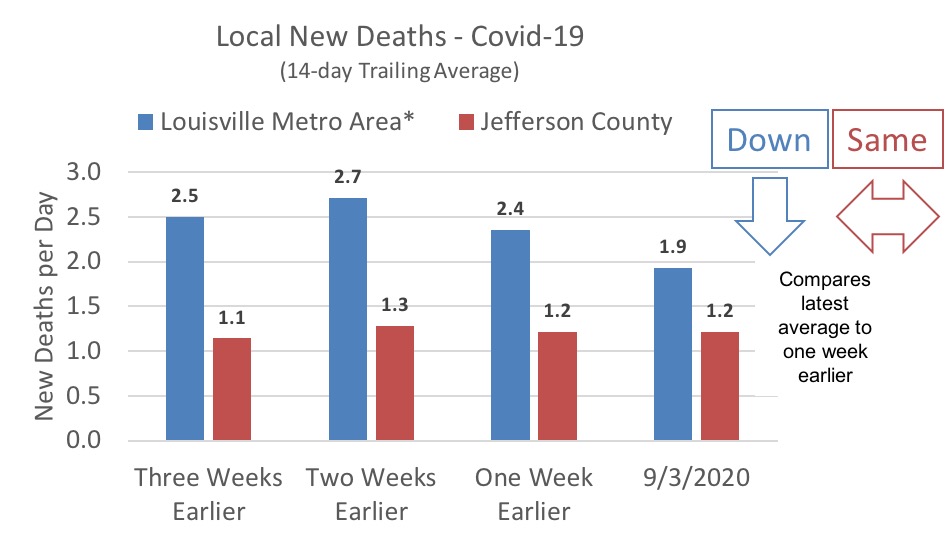 Local New Deaths - Covid-19
(14-day Trailing Average)
Louisville Metro Area* Jefferson County
Down Same
New Deaths per Day
3.0
2.5
2.0
1.5
1.0
0.5
0.0
2.5 1.1
2.7 1.3
2.4 1.2
1.9 1.2
Compares
latest
average to
one week
earlier
Three Weeks
Earlier
Two Weeks
Earlier
One Week
Earlier
9/3/2020